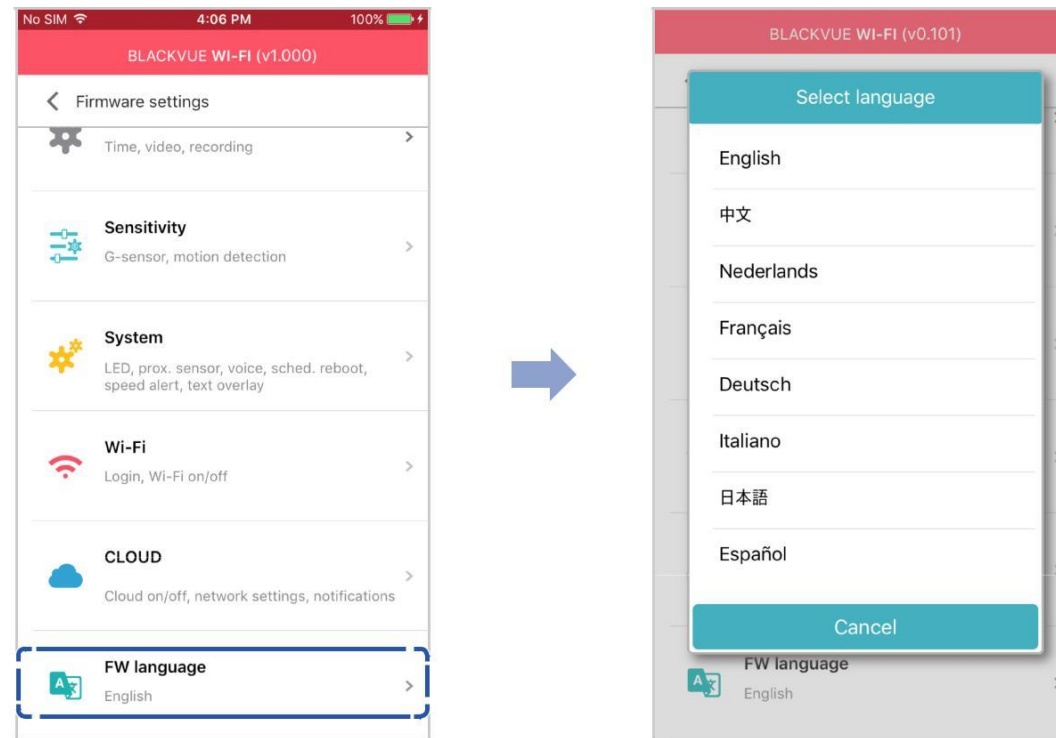 No SIM 4:06 PM 100%
BLACKVUE WI-FI (v1.000)
Firmware settings
Time, video, recording
Sensitivity
G-sensor, motion detection
System
LED, prox. sensor, voice, sched. reboot,
speed alert, text overlay
Wi-Fi
Login, Wi-Fi on/off
CLOUD
Cloud on/off, network settings, notifications
FW language
English
BLACKVUE WI-FI (v0.101)
Select language
English
中文
Nederlands
Français
Deutsch
Italiano
日本語
Español
Cancel
FW language
English